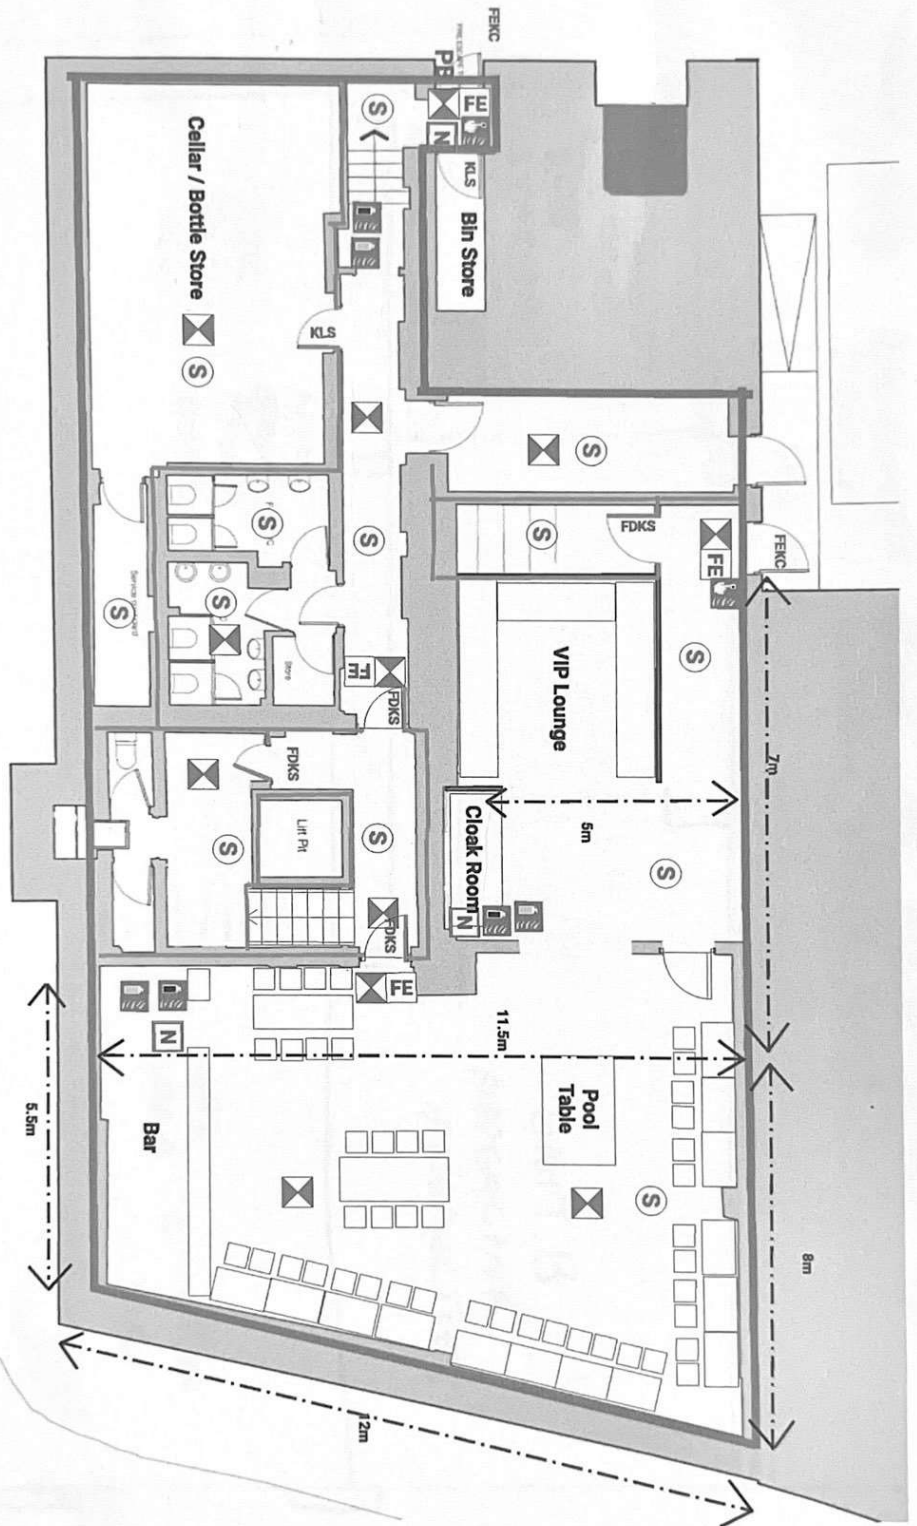 FEKC
FE
N
S
KLS
Bin Store
Cellar / Bottle Store
S
KLS
S
S
FDKS
FE
FEKC
S
S
S
S
S
VIP Lounge
S
Store
FE
FDKS
7m
5m
FDKS
Lift Pit
S
S
Cloak Room
N
S
FDKS
FE
N
11.5m
Pool
Table
Bar
5.5m
S
8m
12m